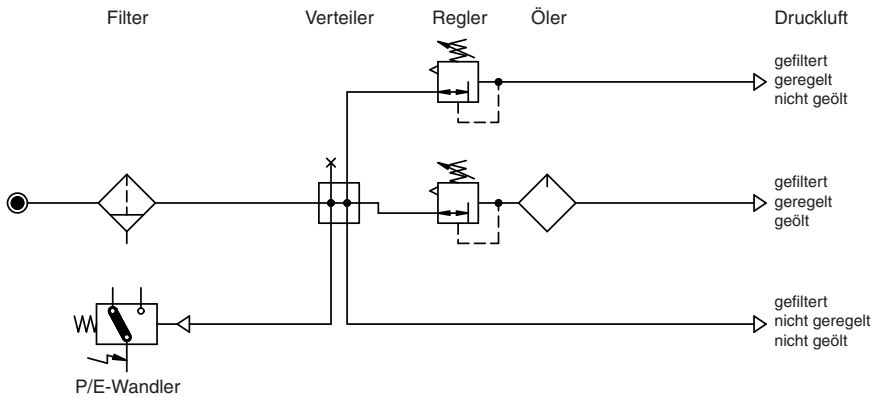 Filter
Verteiler
Regler
Öler
Druckluft
gefiltert
geregelt
nicht geölt
gefiltert
geregelt
geölt
gefiltert
nicht geregelt
nicht geölt
P/E-Wandler